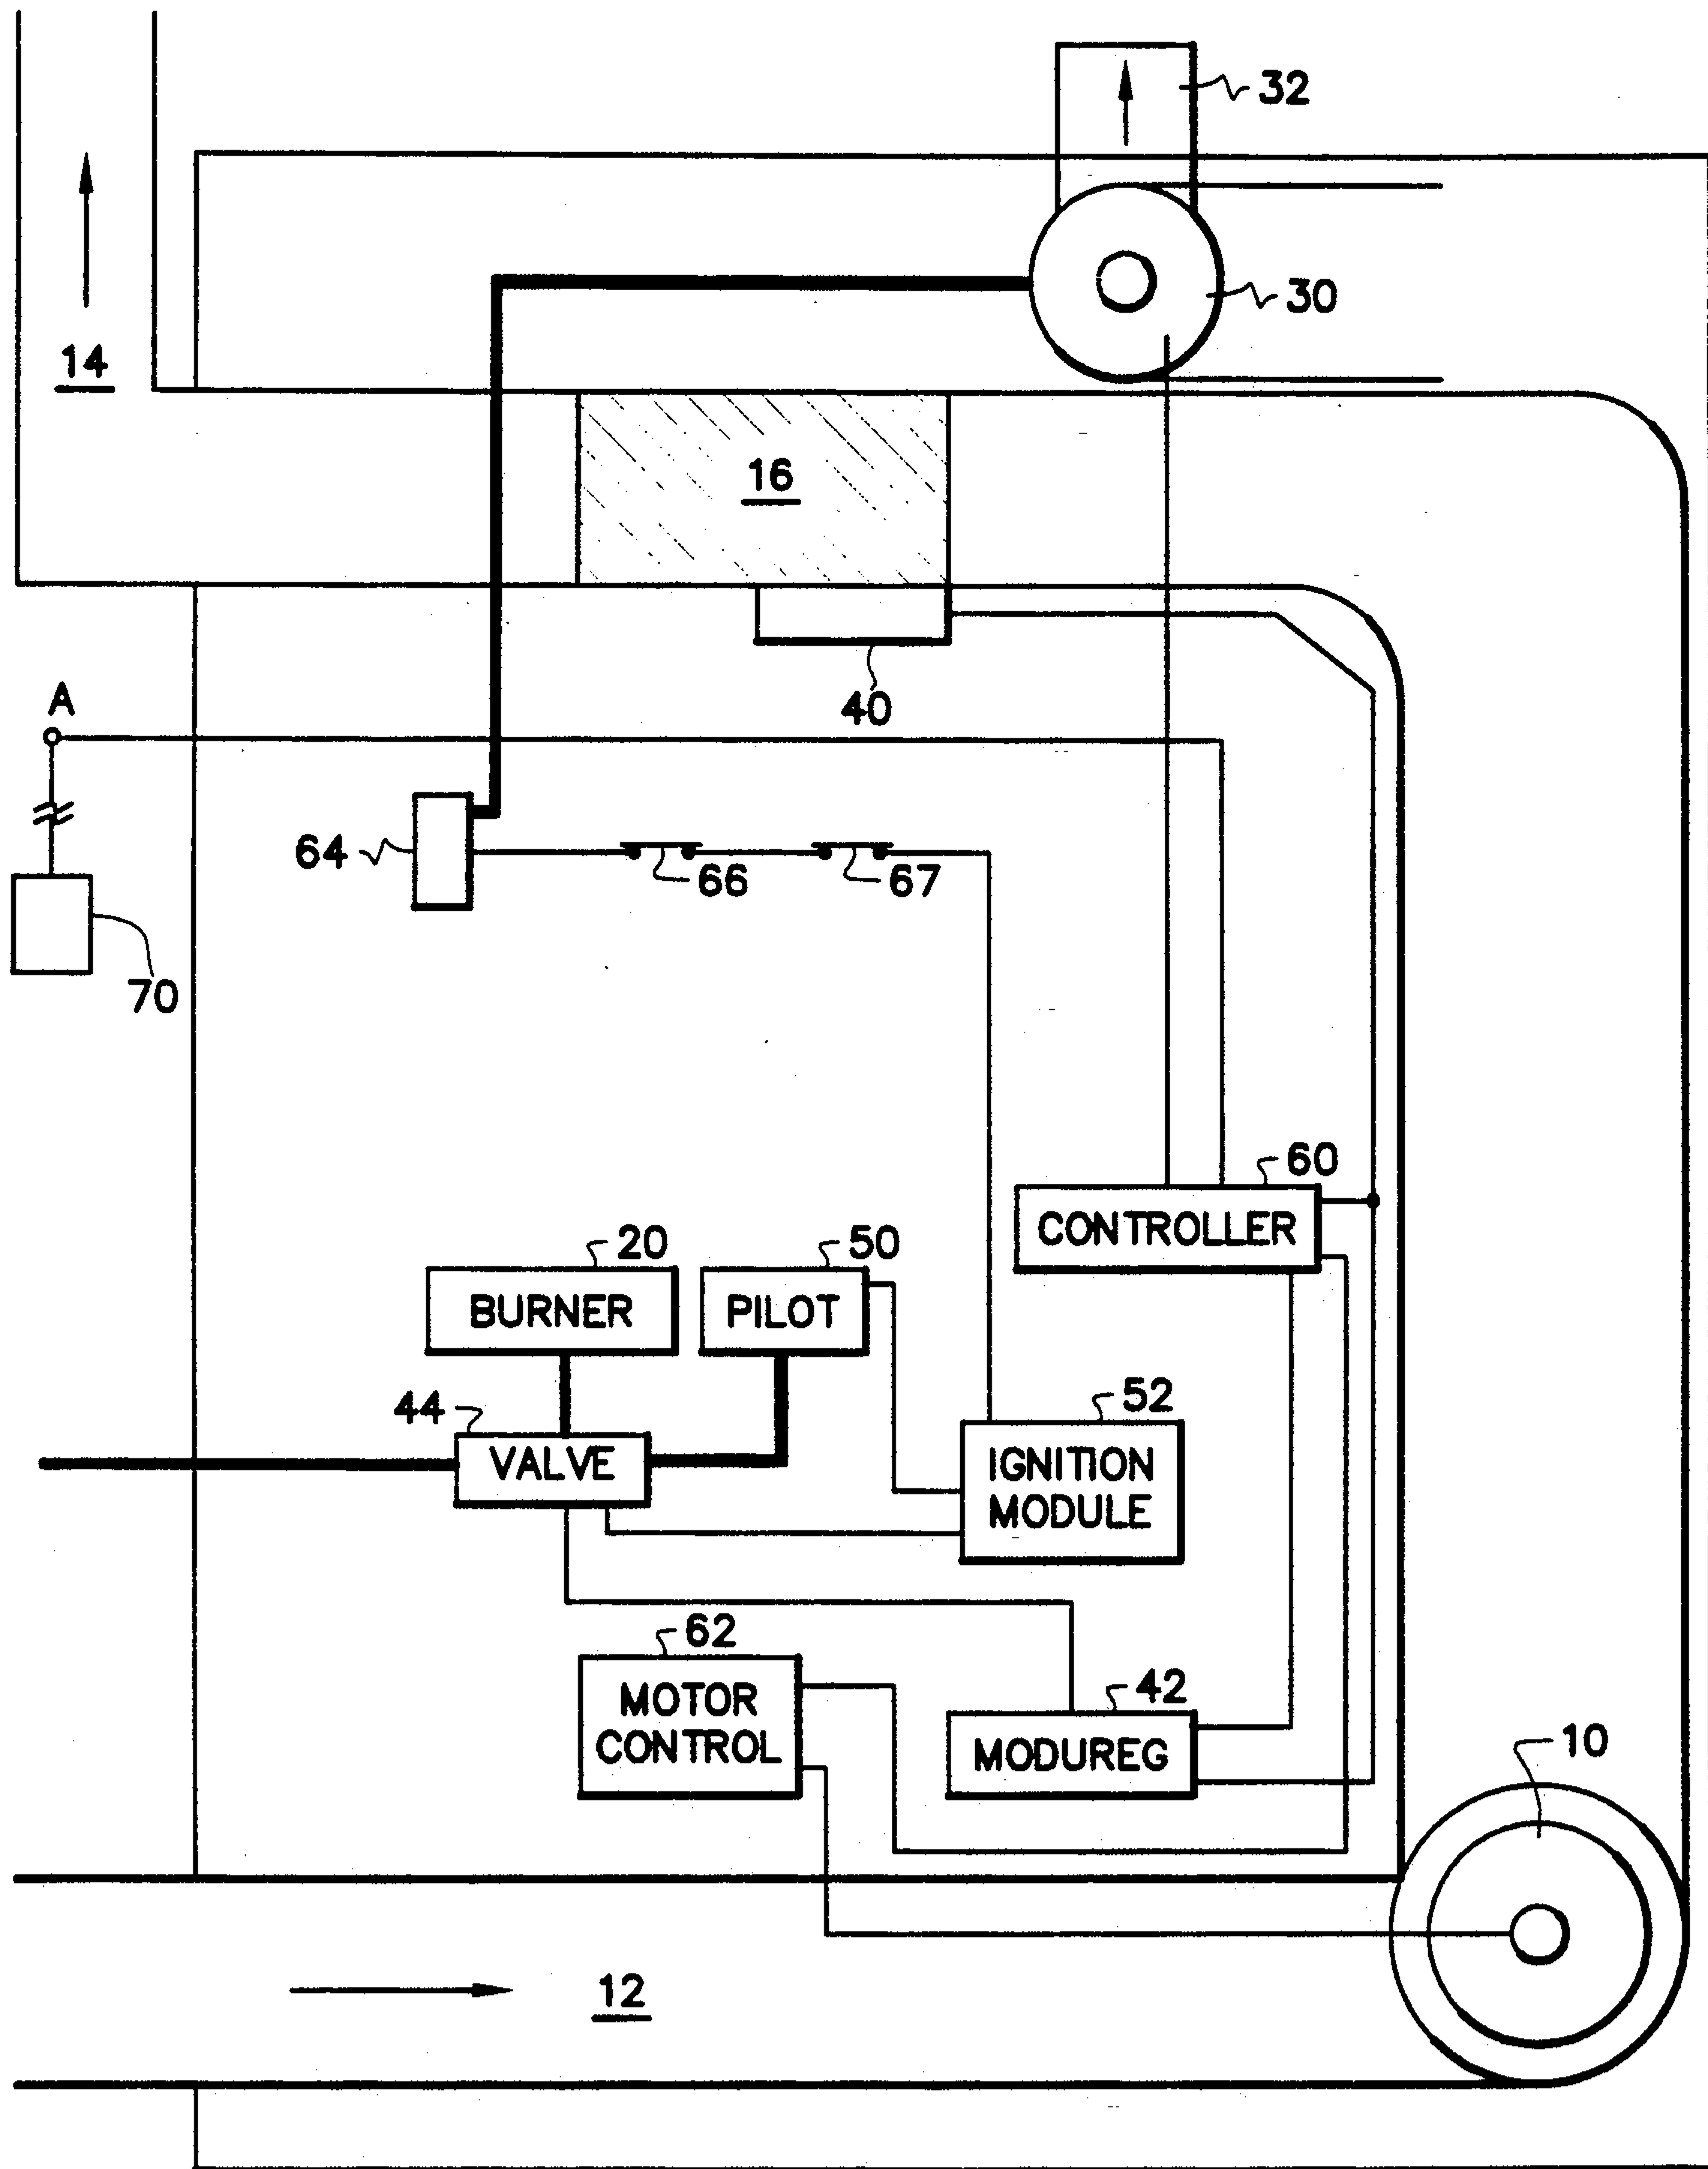 32
30
14
16
40
A
64
66
67
70
60
CONTROLLER
20
50
BURNER
PILOT
44
52
VALVE
IGNITION
MODULE
62
42
MOTOR
CONTROL
MODUREG
10
12